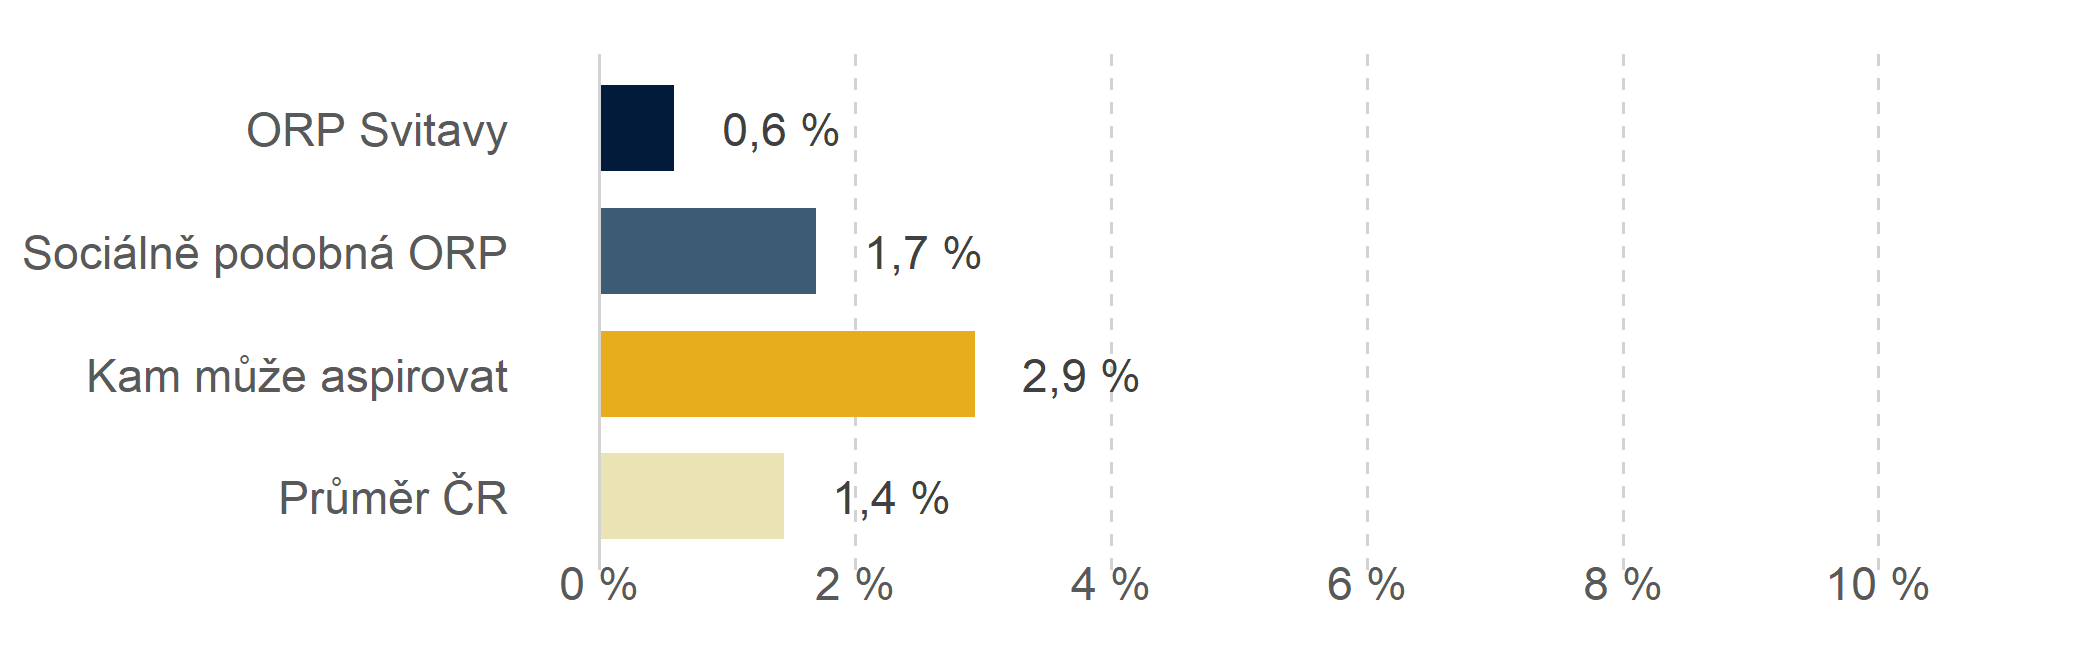 ORP Svitavy 0,6 %
Sociálně podobná ORP 1,7 %
Kam může aspirovat 2,9 %
Průměr ČR 1,4 %
0 % 2 % 4 % 6 % 8 % 10 %